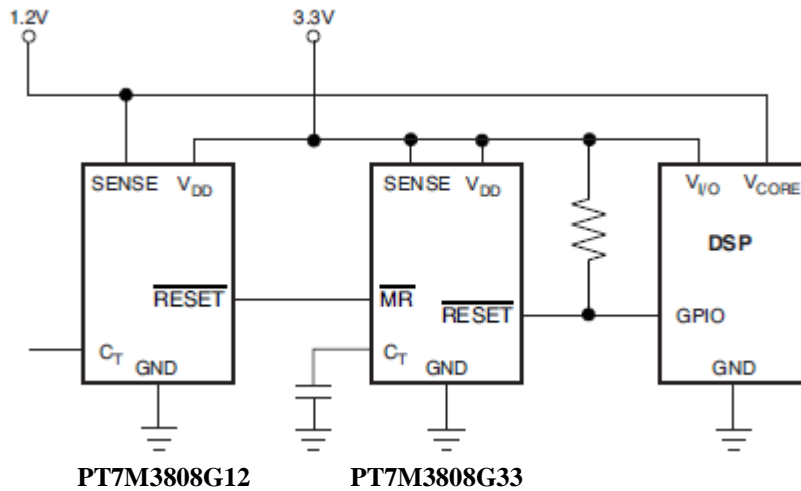 1.2V
3.3V
SENSE V_DD
SENSE V_DD
V_I/O V_CORE
DSP
RESET
MR
RESET
GPIO
C_T
GND
C_T
GND
GND
PT7M3808G12
PT7M3808G33